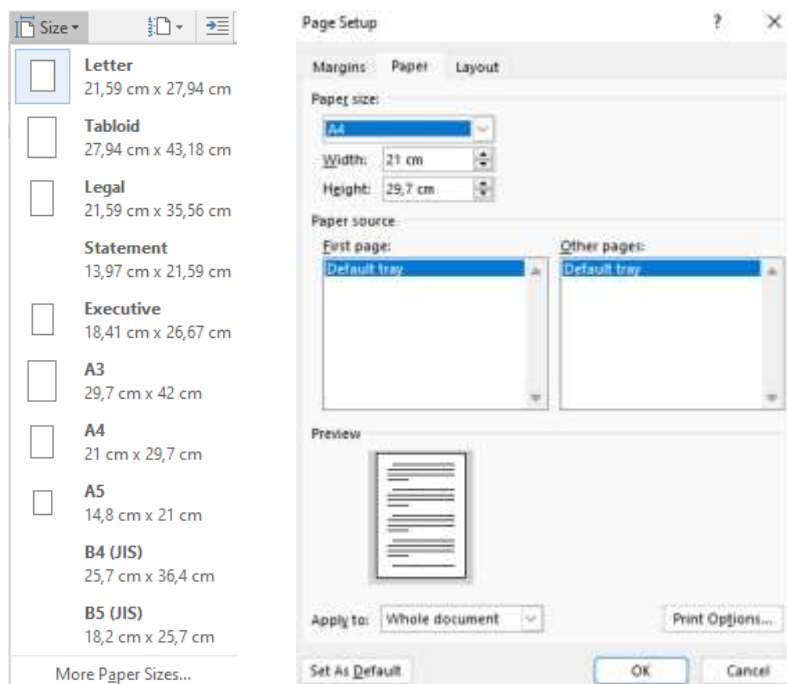 Size
Letter
21,59 cm x 27,94 cm
Tabloid
27,94 cm x 43,18 cm
Legal
21,59 cm x 35,56 cm
Statement
13,97 cm x 21,59 cm
Executive
18,41 cm x 26,67 cm
A3
29,7 cm x 42 cm
A4
21 cm x 29,7 cm
A5
14,8 cm x 21 cm
B4 (JIS)
25,7 cm x 36,4 cm
B5 (JIS)
18,2 cm x 25,7 cm
More Paper Sizes...
Page Setup ?
Margins Paper Layout
Paper size:
A4
Width: 21 cm
Height: 29,7 cm
Paper source
First page: Other pages:
Default tray Default tray
Preview
Apply to: Whole document Print Options...
Set As Default OK Cancel